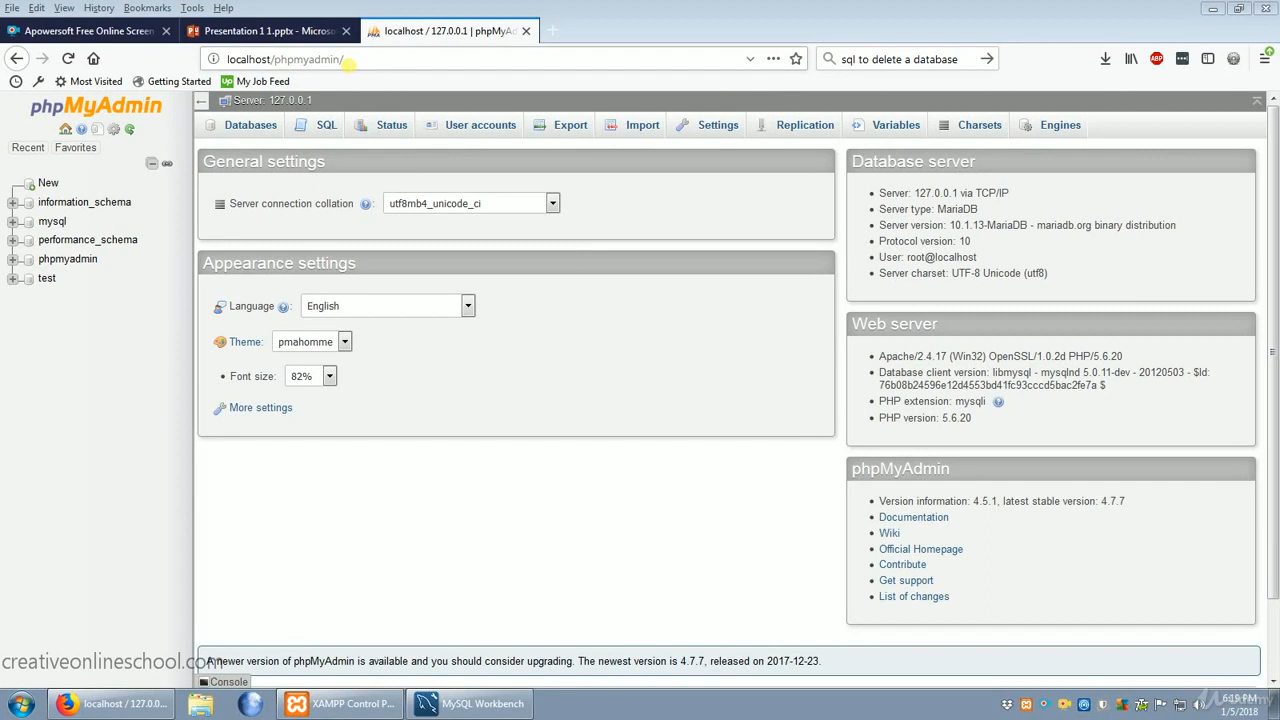 File Edit View History Bookmarks Tools Help
Apowersoft Free Online Screen
Presentation 1 1.pptx - Microso
localhost / 127.0.0.1 | phpMyAd
localhost/phpmyadmin/
sql to delete a database
Most Visited
Getting Started
My Job Feed
phpMyAdmin
Recent
Favorites
New
information_schema
mysql
performance_schema
phpmyadmin
test
Server: 127.0.0.1
Databases
SQL
Status
User accounts
Export
Import
Settings
Replication
Variables
Charsets
Engines
General settings
Server connection collation
:
utf8mb4_unicode_ci
Appearance settings
Language
:
English
Theme:
pmahomme
Font size:
82%
More settings
Database server
Server: 127.0.0.1 via TCP/IP
Server type: MariaDB
Server version: 10.1.13-MariaDB - mariadb.org binary distribution
Protocol version: 10
User: root@localhost
Server charset: UTF-8 Unicode (utf8)
Web server
Apache/2.4.17 (Win32) OpenSSL/1.0.2d PHP/5.6.20
Database client version: libmysql - mysqlnd 5.0.11-dev - 20120503 - $Id:
76b08b24596e12d4553bd41fc93cccd5bac2fe7a $
PHP extension: mysqli
PHP version: 5.6.20
phpMyAdmin
Version information: 4.5.1, latest stable version: 4.7.7
Documentation
Wiki
Official Homepage
Contribute
Get support
List of changes
A newer version of phpMyAdmin is available and you should consider upgrading. The newest version is 4.7.7, released on 2017-12-23.
creativeonlineschool.com
Console
localhost / 127.0.0...
XAMPP Control P...
MySQL Workbench
6:19 PM
1/5/2018
Udemy